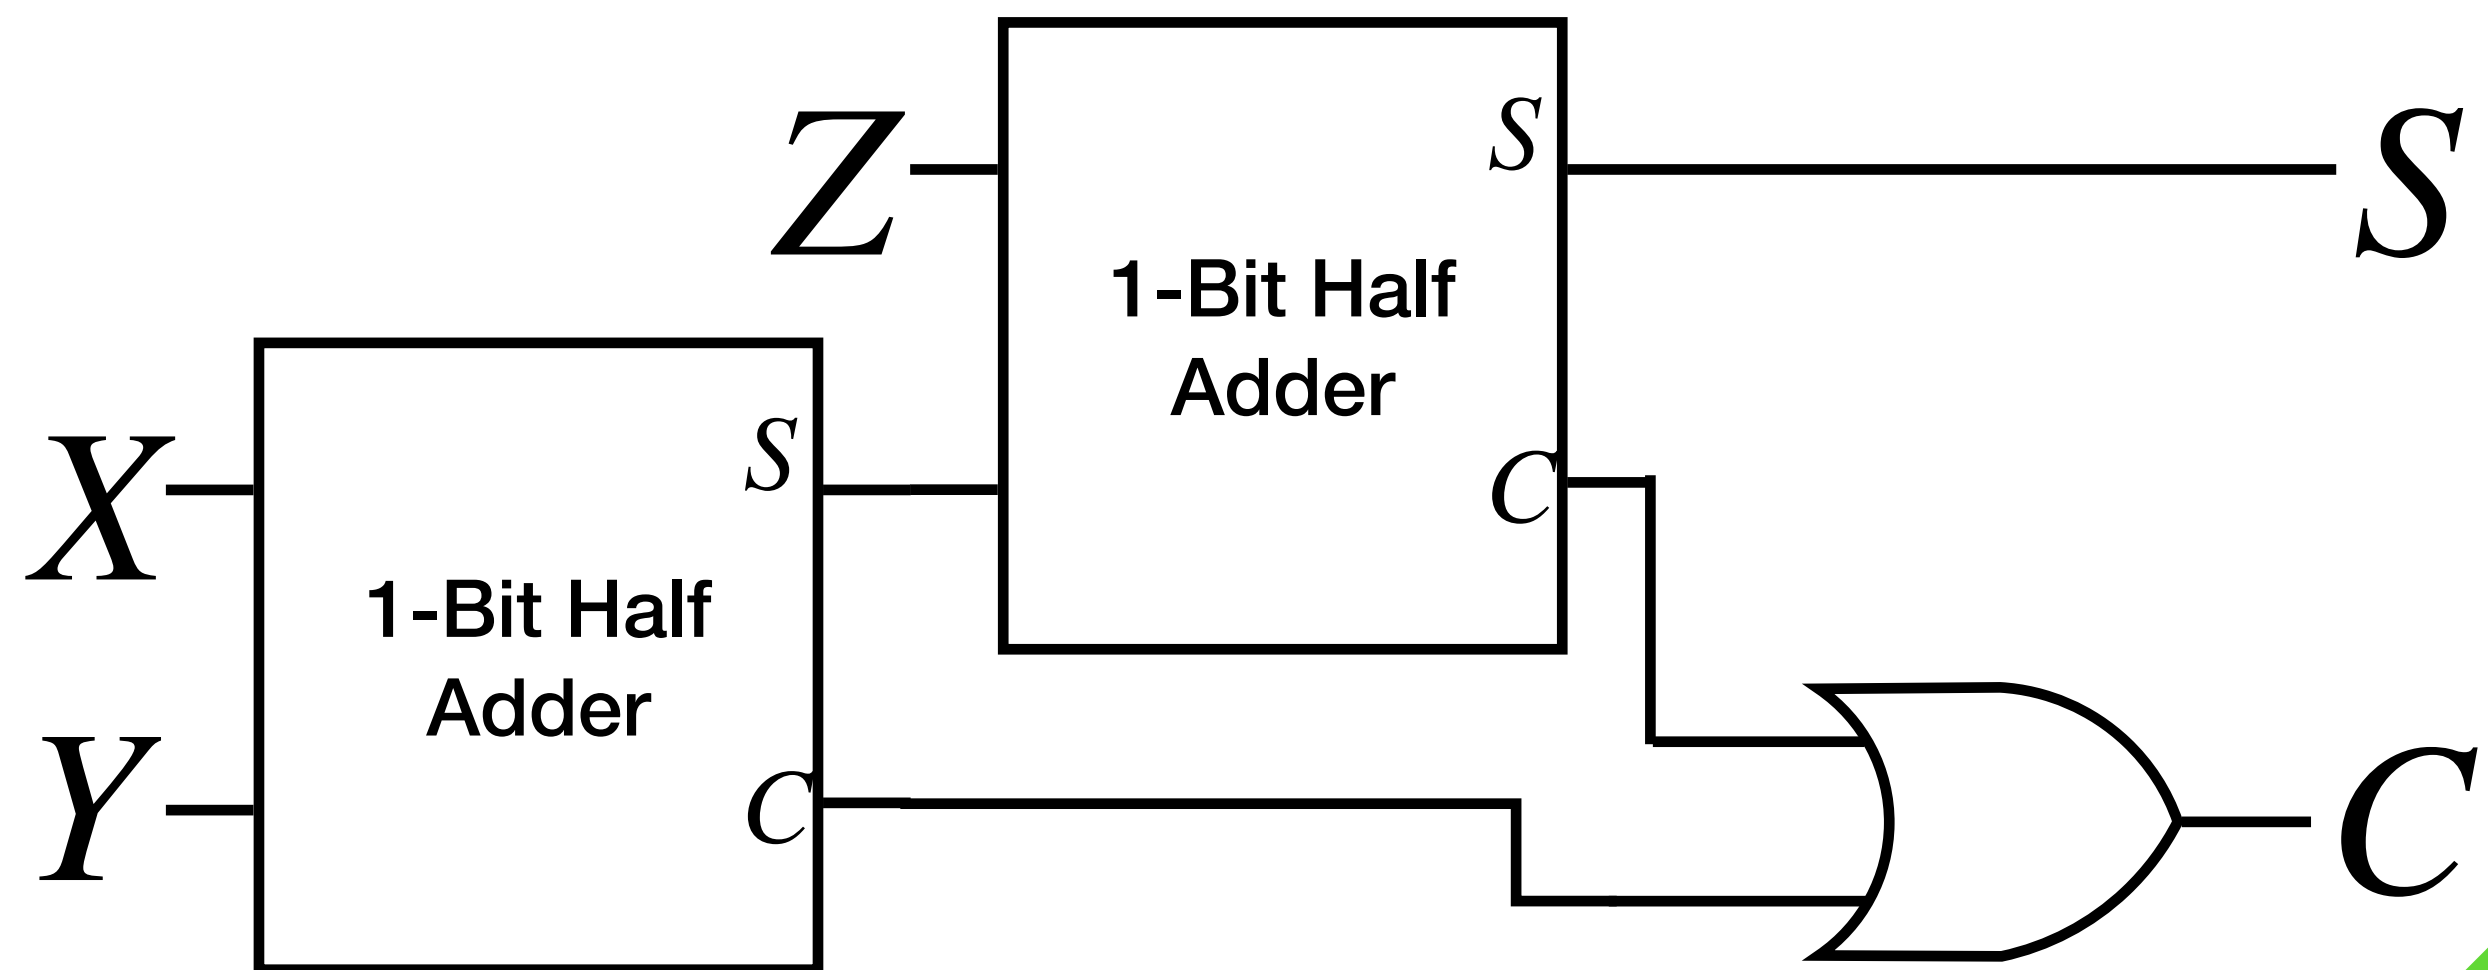 Z
S
S
1-Bit Half
Adder
C
X
Y
S
1-Bit Half
Adder
C
C